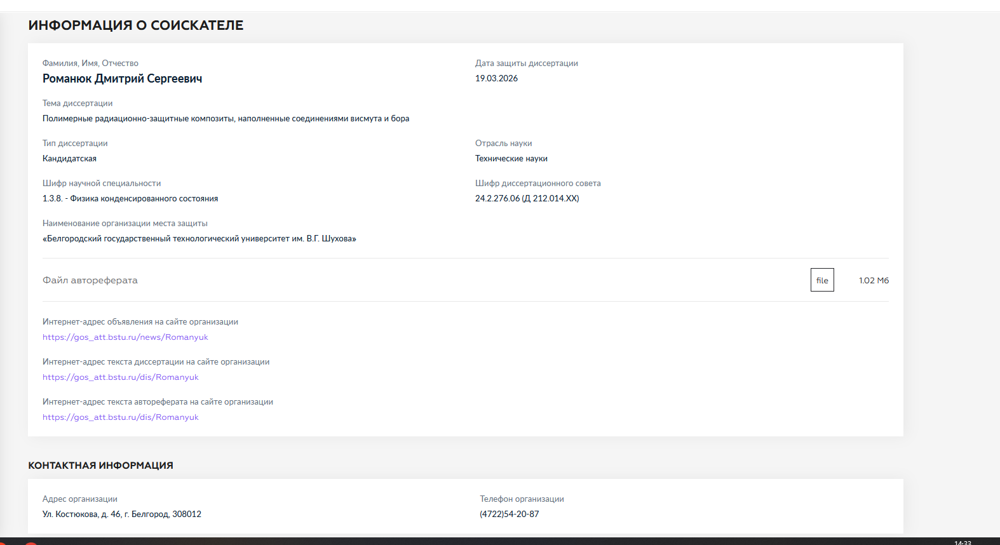 ИНФОРМАЦИЯ О СОИСКАТЕЛЕ
Фамилия, Имя, Отчество
Романюк Дмитрий Сергеевич
Дата защиты диссертации
19.03.2026
Тема диссертации
Полимерные радиационно-защитные композиты, наполненные соединениями висмута и бора
Тип диссертации
Кандидатская
Отрасль науки
Технические науки
Шифр научной специальности
1.3.8. - Физика конденсированного состояния
Шифр диссертационного совета
24.2.276.06 (Д 212.014.XX)
Наименование организации места защиты
«Белгородский государственный технологический университет им. В.Г. Шухова»
Файл автореферата
file
1.02 Мб
Интернет-адрес объявления на сайте организации
https://gos_att.bstu.ru/news/Romanyuk
Интернет-адрес текста диссертации на сайте организации
https://gos_att.bstu.ru/dis/Romanyuk
Интернет-адрес текста автореферата на сайте организации
https://gos_att.bstu.ru/dis/Romanyuk
КОНТАКТНАЯ ИНФОРМАЦИЯ
Адрес организации
Ул. Костюкова, д. 46, г. Белгород, 308012
Телефон организации
(4722)54-20-87
14:33